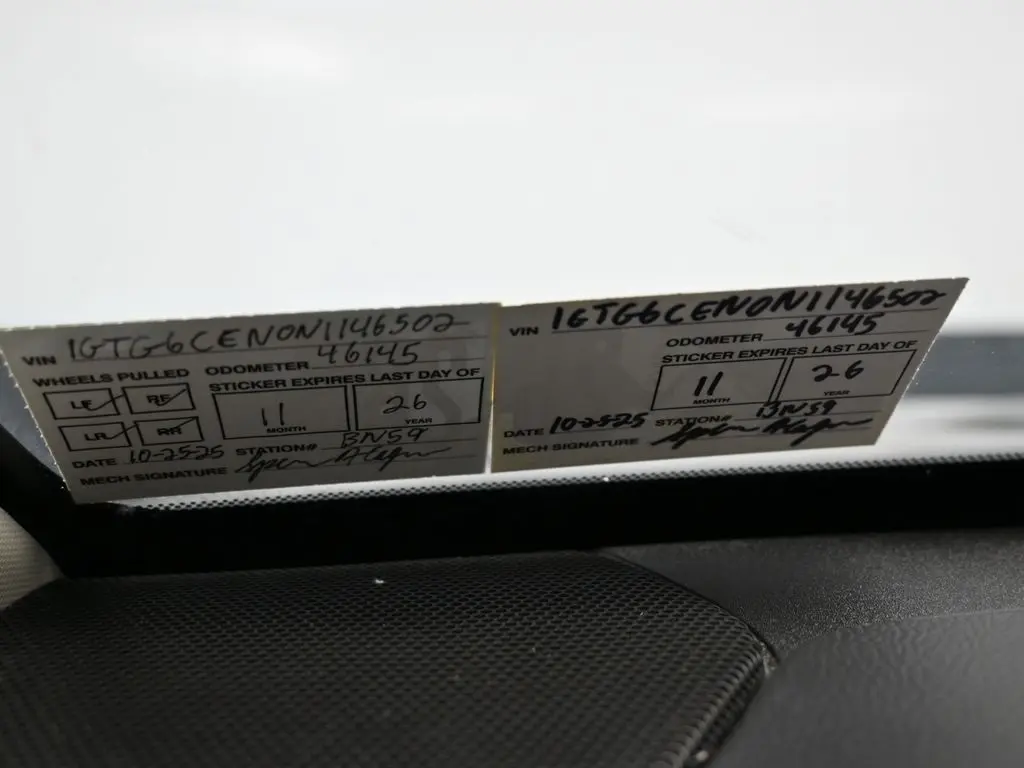 VIN 1GTG6CEN0N1146502
WHEELS PULLED
ODOMETER 46145
STICKER EXPIRES LAST DAY OF
LF RF
11 26
MONTH YEAR
LR RR
DATE 10-25-25 STATION# BN59
MECH SIGNATURE
VIN 1GTG6CEN0N1146502
ODOMETER 46145
STICKER EXPIRES LAST DAY OF
11 26
MONTH YEAR
DATE 10-25-25 STATION# BN59
MECH SIGNATURE